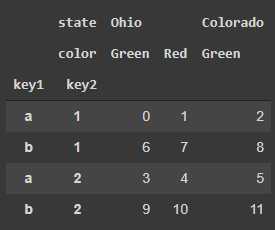 state Ohio Colorado
color Green Red Green
key1 key2
a 1 0 1 2
b 1 6 7 8
a 2 3 4 5
b 2 9 10 11